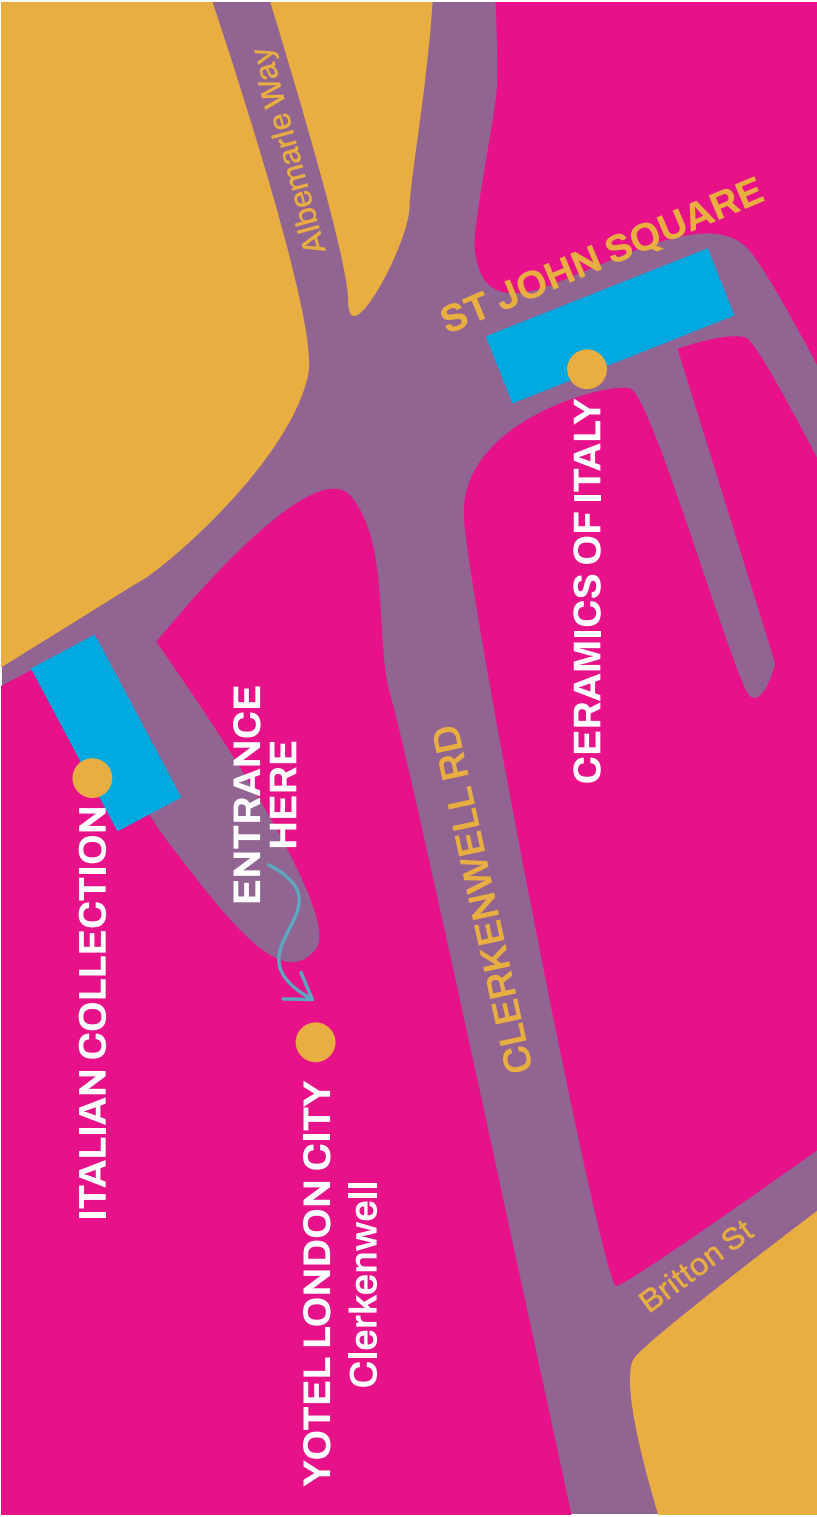 Albemarle Way
ST JOHN SQUARE
CERAMICS OF ITALY
ENTRANCE
HERE
ITALIAN COLLECTION
CLERKENWELL RD
YOTEL LONDON CITY
Clerkenwell
Britton St